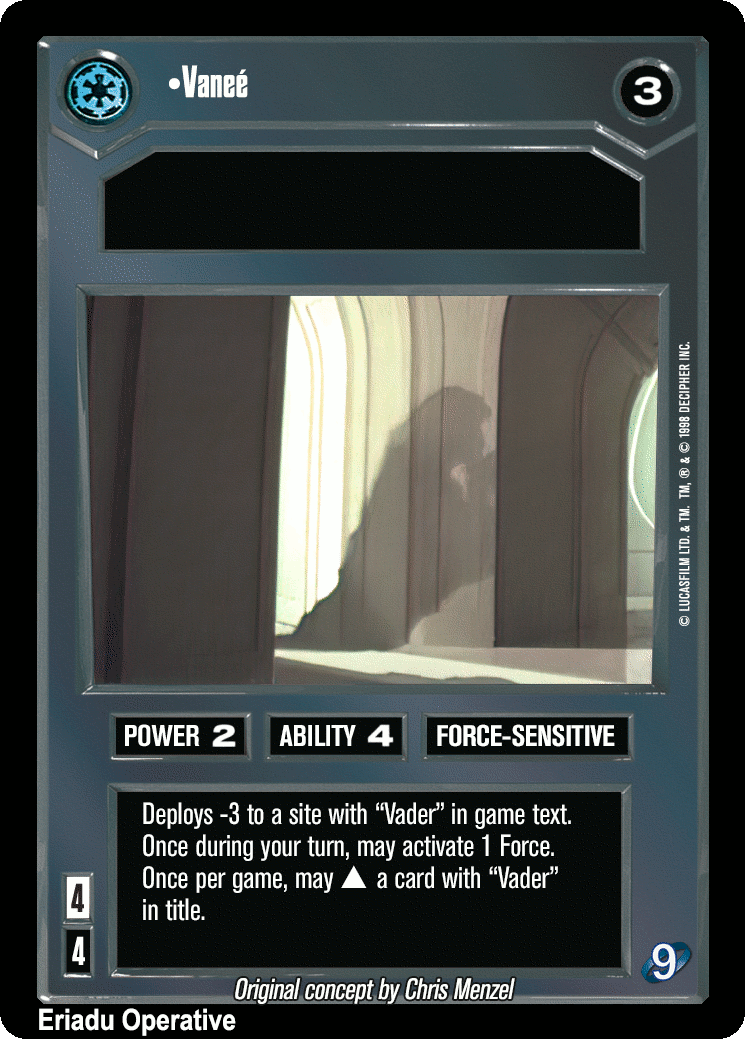 •Vaneé
3
© LUCASFILM LTD. & TM. TM, ® & © 1998 DECIPHER INC.
POWER 2
ABILITY 4
FORCE-SENSITIVE
Deploys -3 to a site with “Vader” in game text.
Once during your turn, may activate 1 Force.
Once per game, may ▲ a card with “Vader”
in title.
4
4
9
Original concept by Chris Menzel
Eriadu Operative